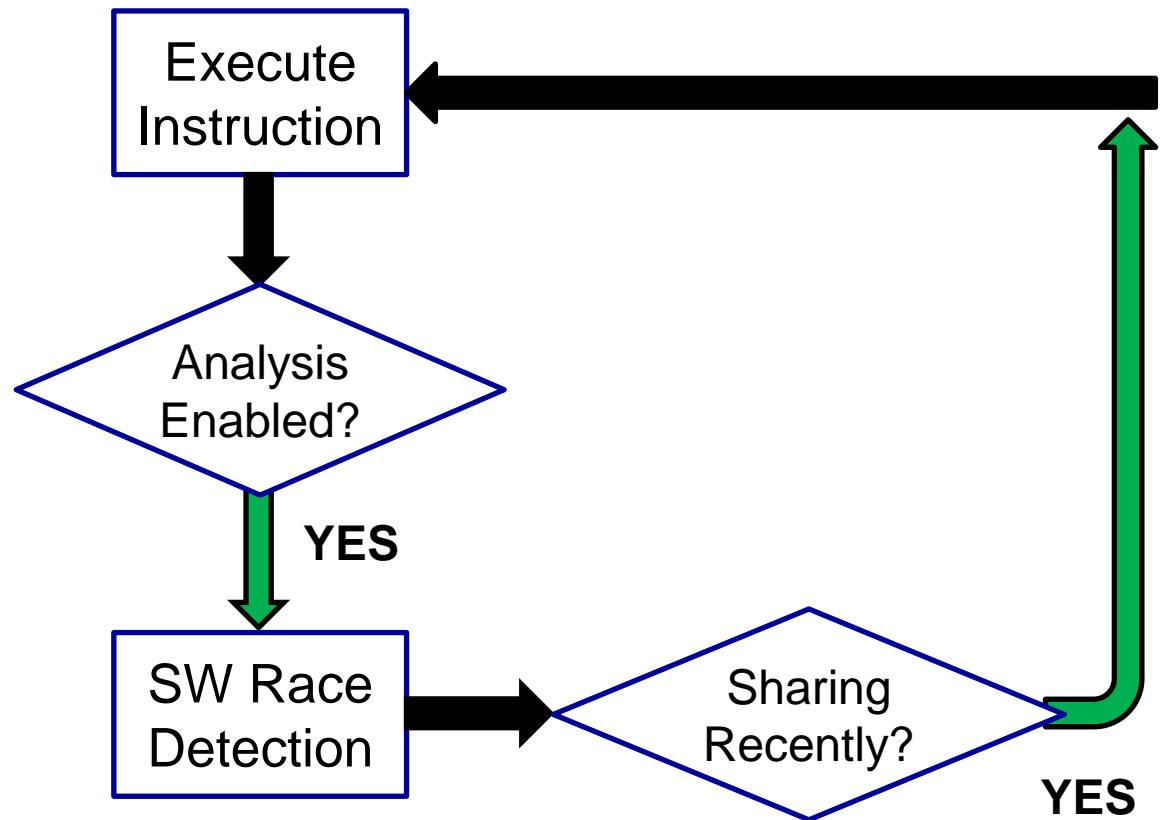 Execute
Instruction
Analysis
Enabled?
YES
SW Race
Detection
Sharing
Recently?
YES